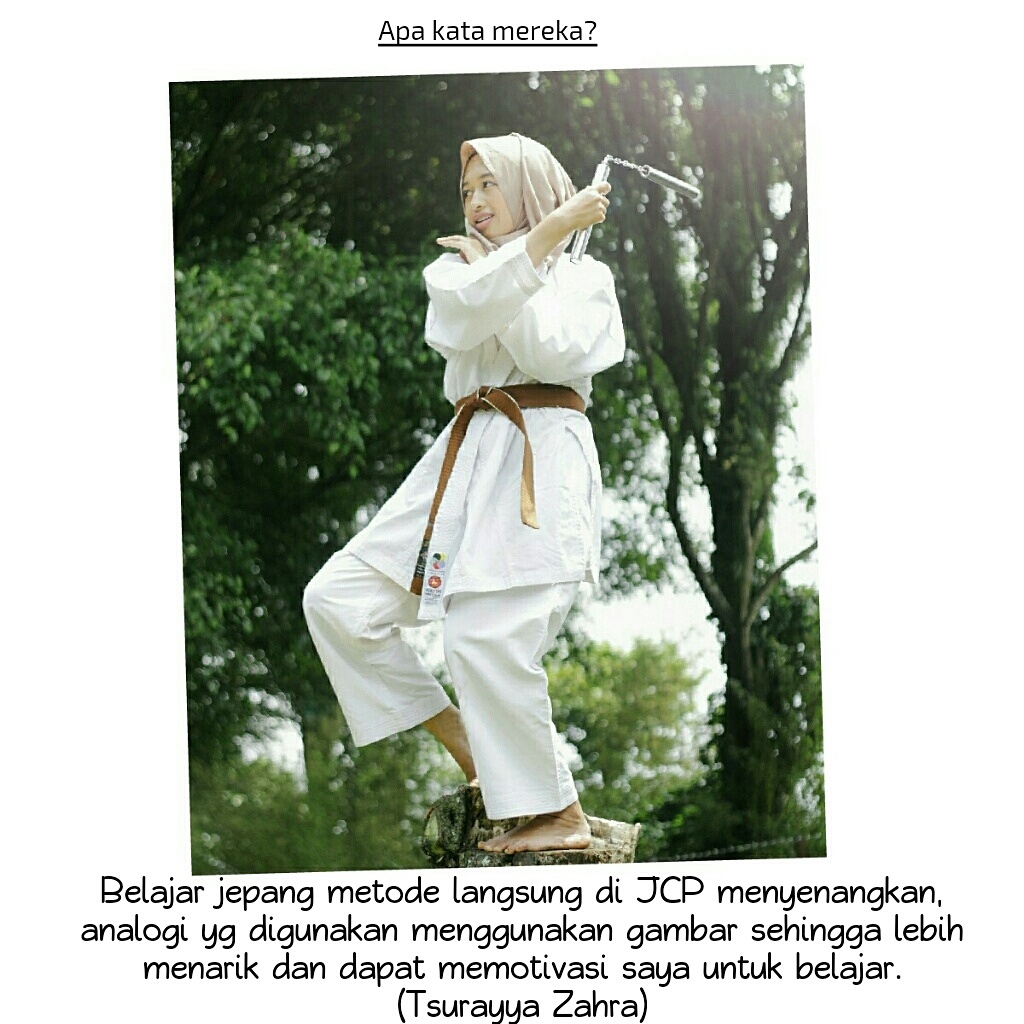 Apa kata mereka?
Belajar jepang metode langsung di JCP menyenangkan,
analogi yg digunakan menggunakan gambar sehingga lebih
menarik dan dapat memotivasi saya untuk belajar.
(Tsurayya Zahra)